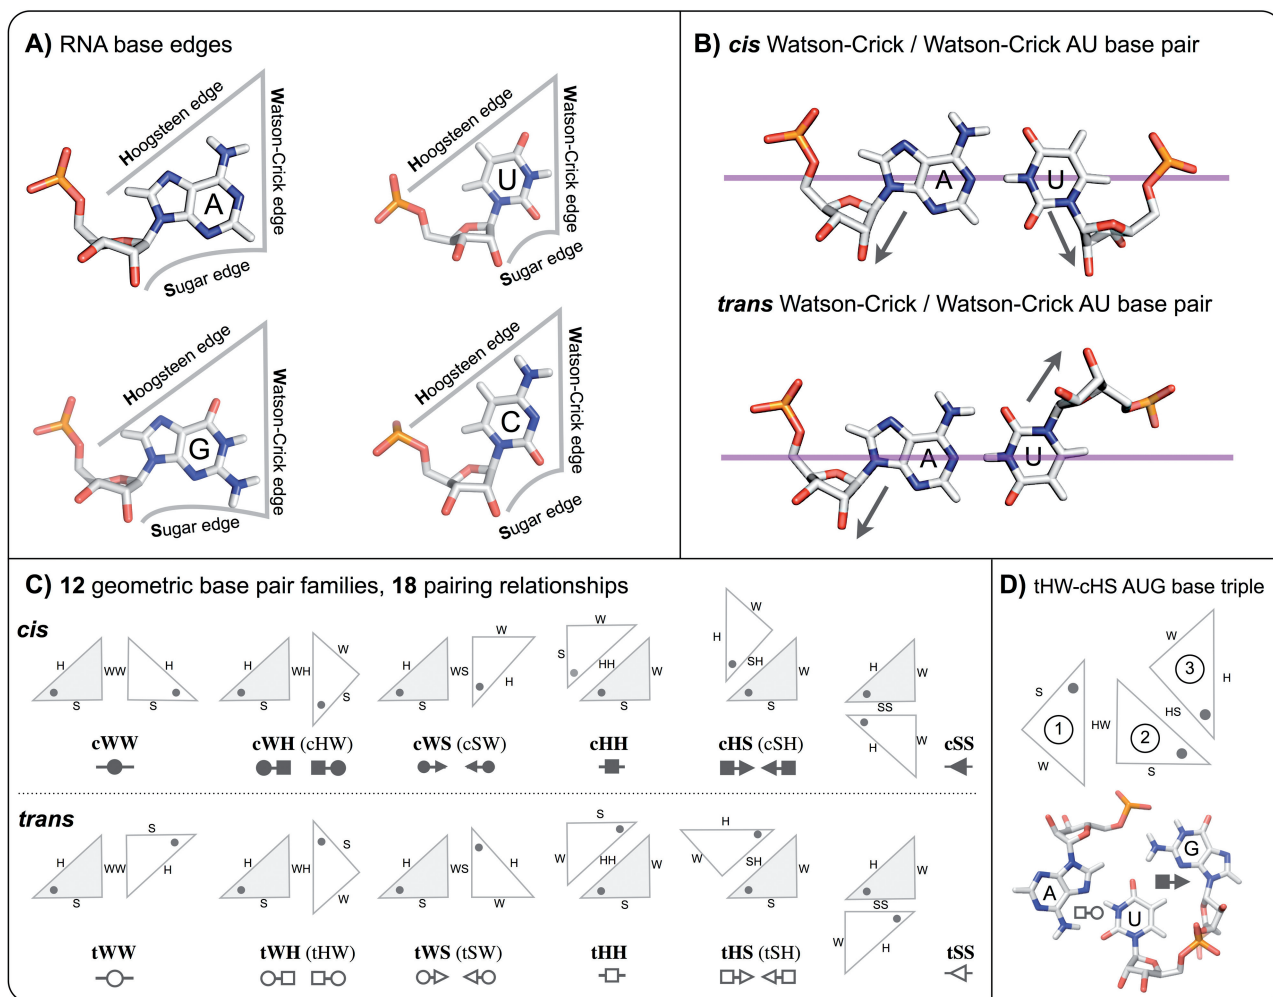 A) RNA base edges
Hoogsteen edge
Watson-Crick edge
A
Sugar edge
Hoogsteen edge
Watson-Crick edge
U
Sugar edge
Hoogsteen edge
Watson-Crick edge
G
Sugar edge
Hoogsteen edge
Watson-Crick edge
C
Sugar edge
B) cis Watson-Crick / Watson-Crick AU base pair
A U
trans Watson-Crick / Watson-Crick AU base pair
A U
C) 12 geometric base pair families, 18 pairing relationships
cis
H WW H S S
H WH W S S
H WS W H S
W S HH W S
W H SH W S
H W SS H W
cWW
cWH (cHW)
cWS (cSW)
cHH
cHS (cSH)
cSS
trans
H WW S H S
H WH S W S
H WS H W S
S W HH W S
H W SH W S
H W SS W H
tWW
tWH (tHW)
tWS (tSW)
tHH
tHS (tSH)
tSS
D) tHW-cHS AUG base triple
W
3
S H
HS
1 HW 2
W S
G
A
U